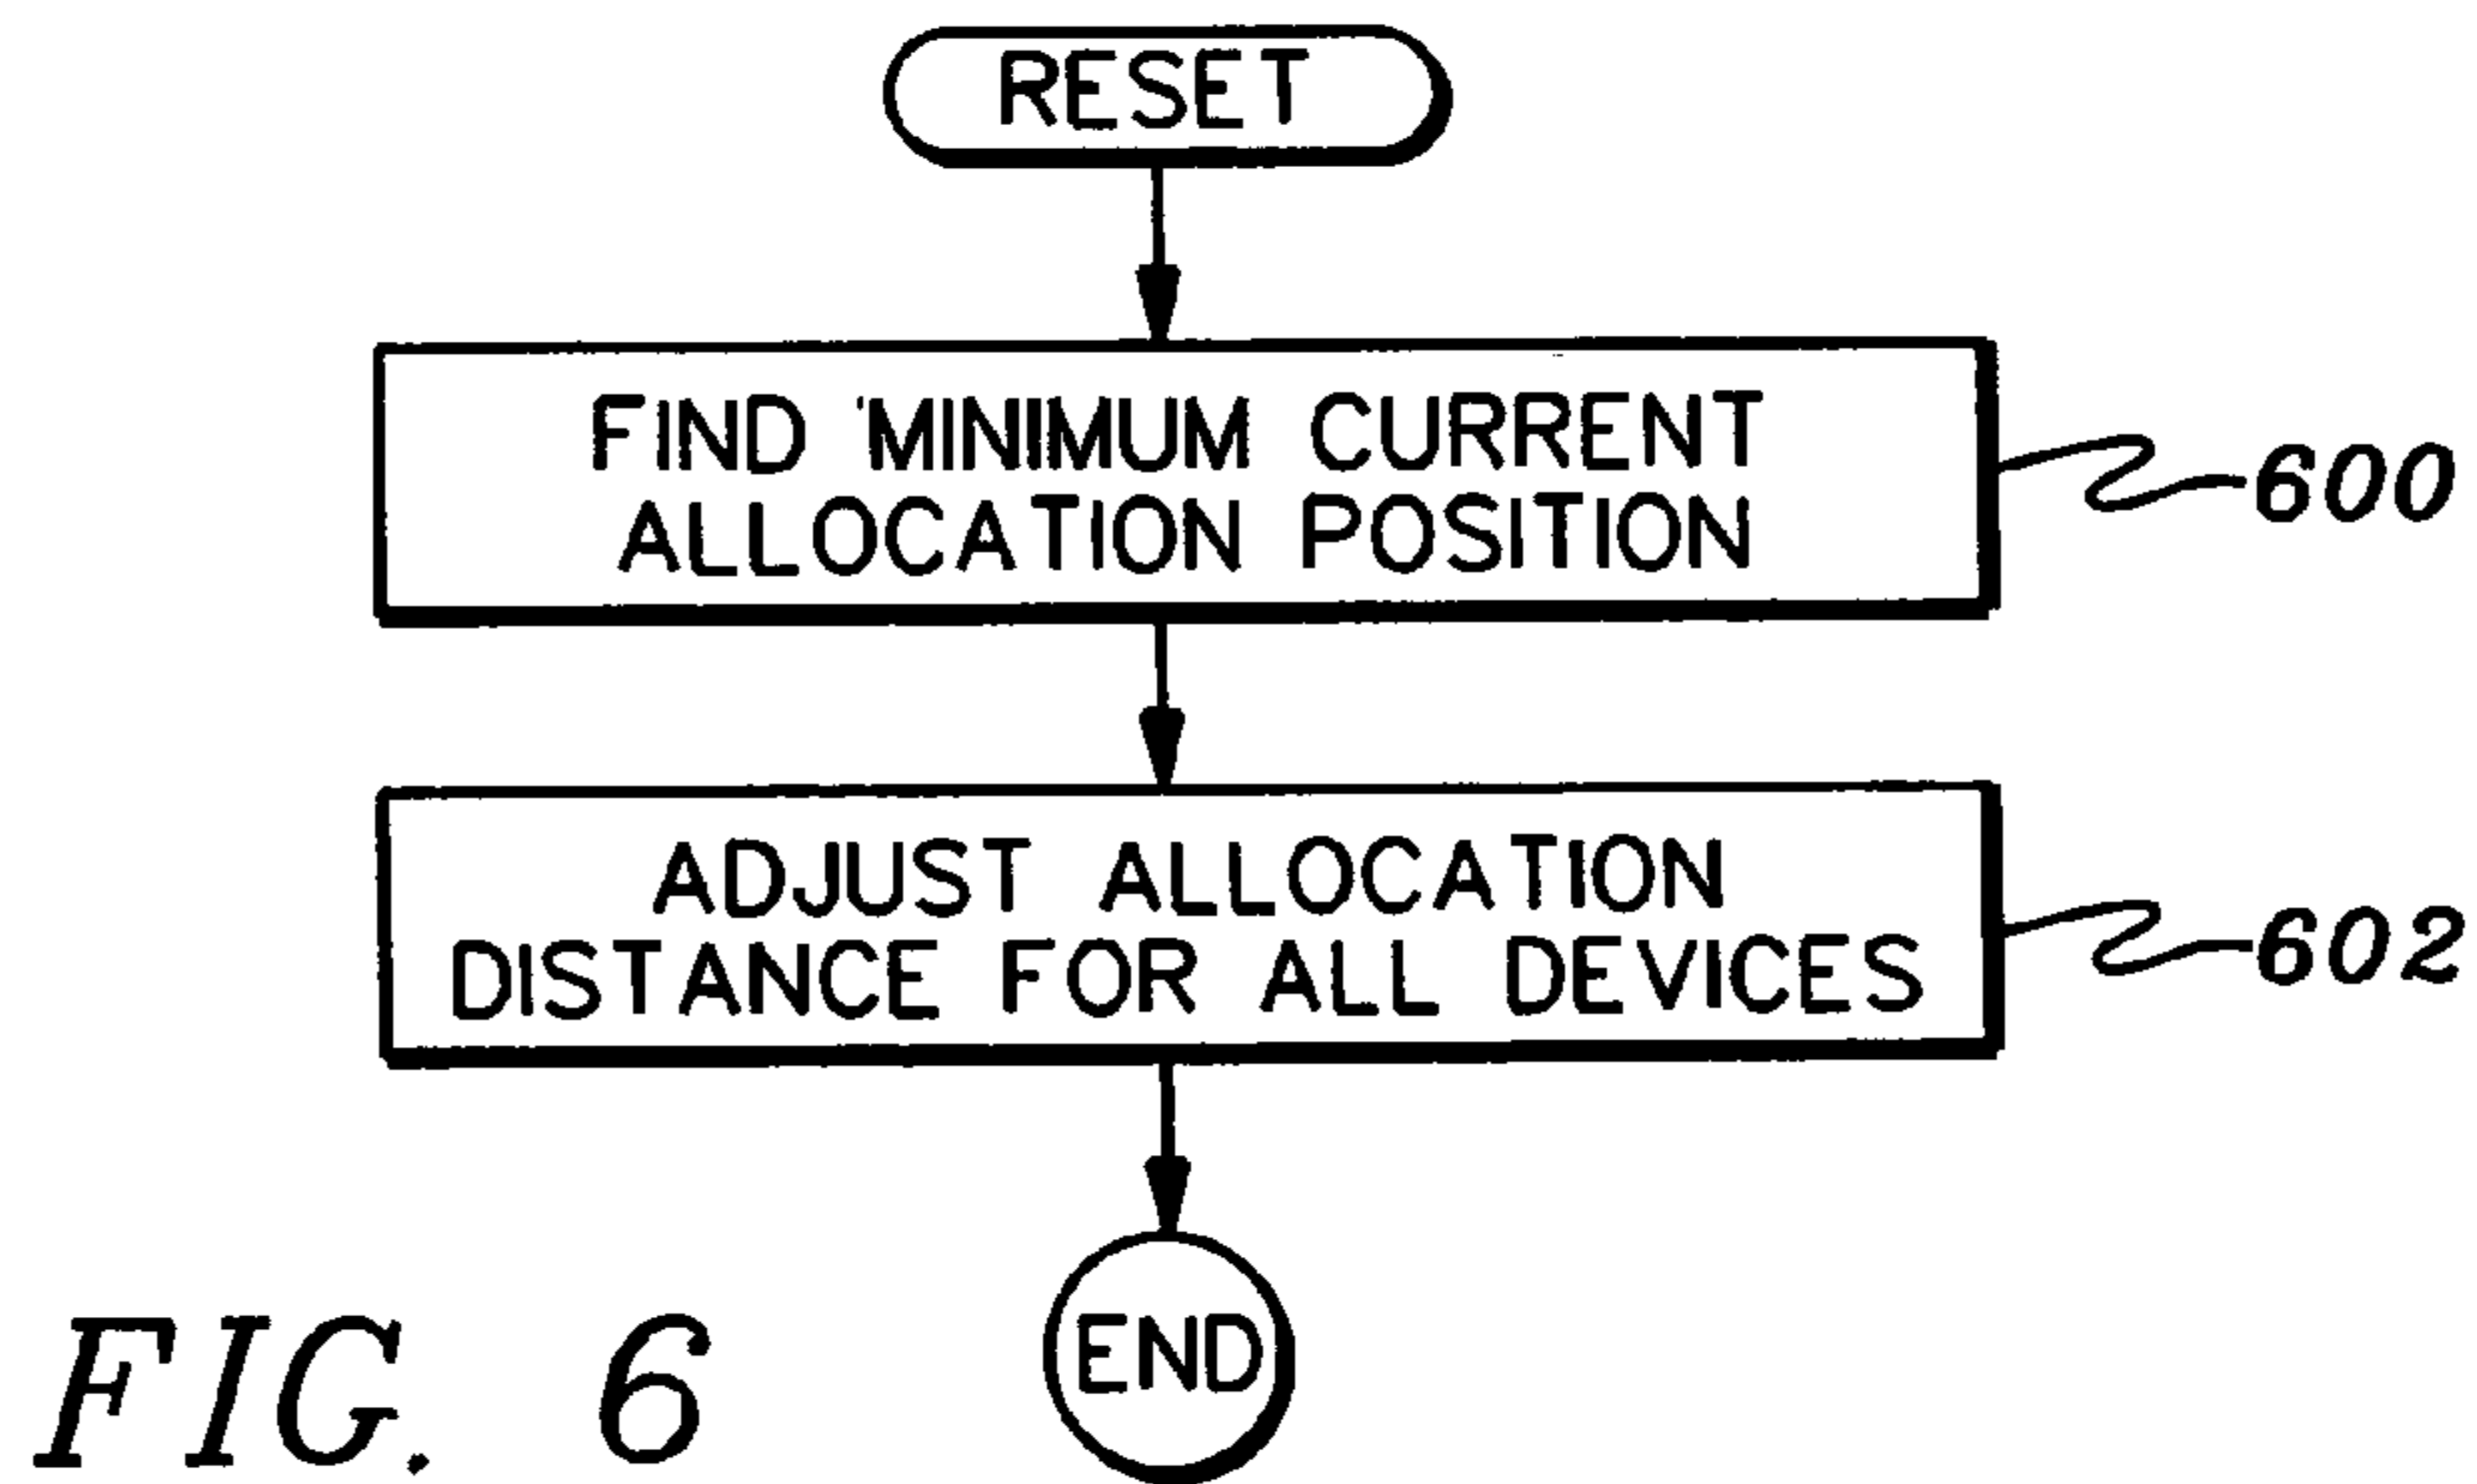 RESET
FIND MINIMUM CURRENT
ALLOCATION POSITION
600
ADJUST ALLOCATION
DISTANCE FOR ALL DEVICES
602
END
FIG. 6